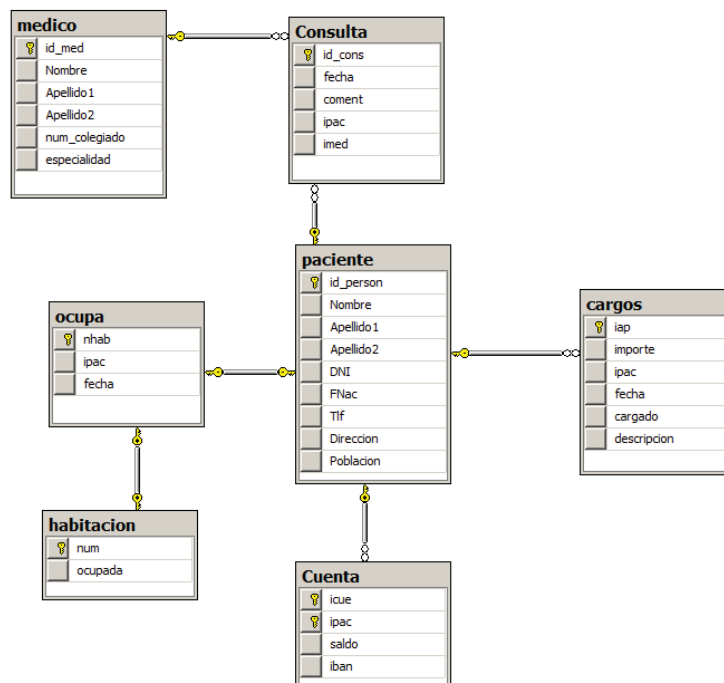 medico
id_med
Nombre
Apellido1
Apellido2
num_colegiado
especialidad
Consulta
id_cons
fecha
coment
ipac
imed
paciente
id_person
Nombre
Apellido1
Apellido2
DNI
FNac
Tlf
Direccion
Poblacion
ocupa
nhab
ipac
fecha
cargos
iap
importe
ipac
fecha
cargado
descripcion
habitacion
num
ocupada
Cuenta
icue
ipac
saldo
iban